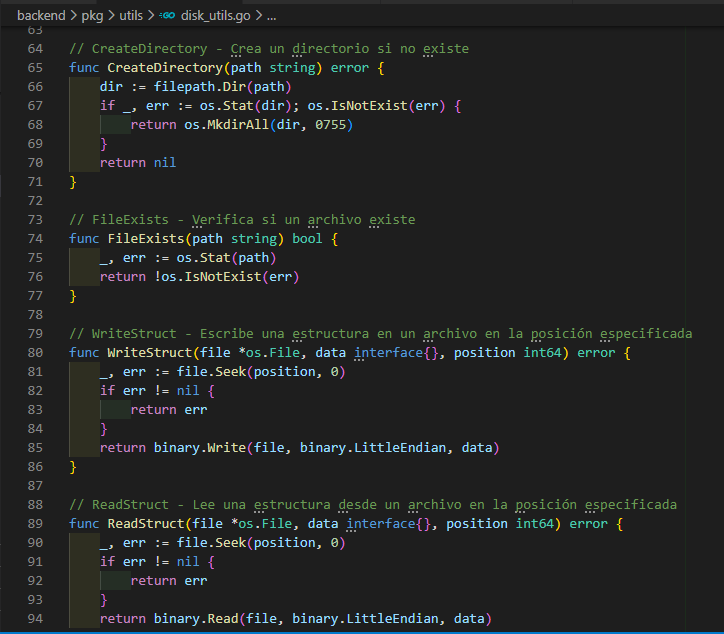 backend > pkg > utils > GO disk_utils.go > ...
63
64 // CreateDirectory - Crea un directorio si no existe
65 func CreateDirectory(path string) error {
66     dir := filepath.Dir(path)
67     if _, err := os.Stat(dir); os.IsNotExist(err) {
68         return os.MkdirAll(dir, 0755)
69     }
70     return nil
71 }
72
73 // FileExists - Verifica si un archivo existe
74 func FileExists(path string) bool {
75     _, err := os.Stat(path)
76     return !os.IsNotExist(err)
77 }
78
79 // WriteStruct - Escribe una estructura en un archivo en la posición especificada
80 func WriteStruct(file *os.File, data interface{}, position int64) error {
81     _, err := file.Seek(position, 0)
82     if err != nil {
83         return err
84     }
85     return binary.Write(file, binary.LittleEndian, data)
86 }
87
88 // ReadStruct - Lee una estructura desde un archivo en la posición especificada
89 func ReadStruct(file *os.File, data interface{}, position int64) error {
90     _, err := file.Seek(position, 0)
91     if err != nil {
92         return err
93     }
94     return binary.Read(file, binary.LittleEndian, data)